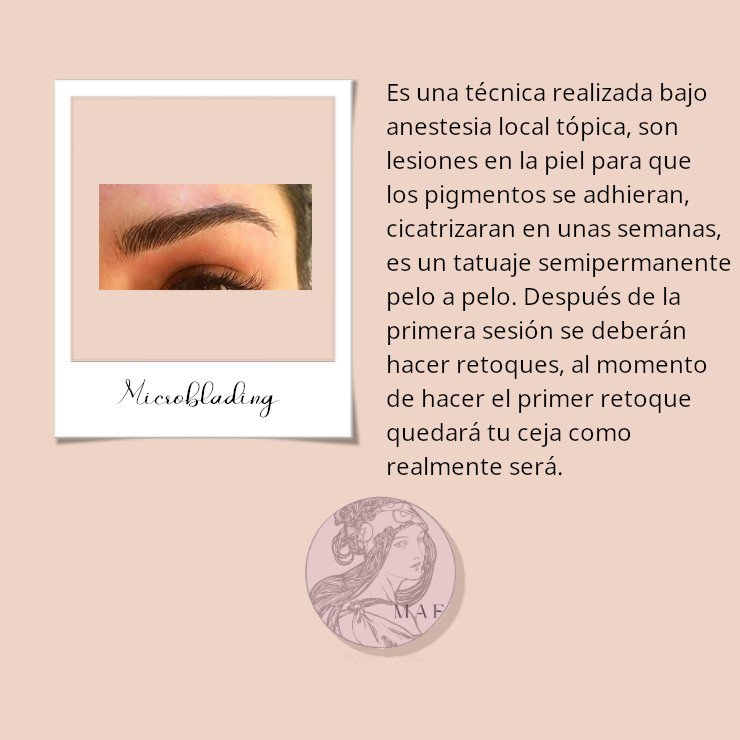 Es una técnica realizada bajo
anestesia local tópica, son
lesiones en la piel para que
los pigmentos se adhieran,
cicatrizaran en unas semanas,
es un tatuaje semipermanente
pelo a pelo. Después de la
primera sesión se deberán
hacer retoques, al momento
de hacer el primer retoque
quedará tu ceja como
realmente será.
Microblading
MAF